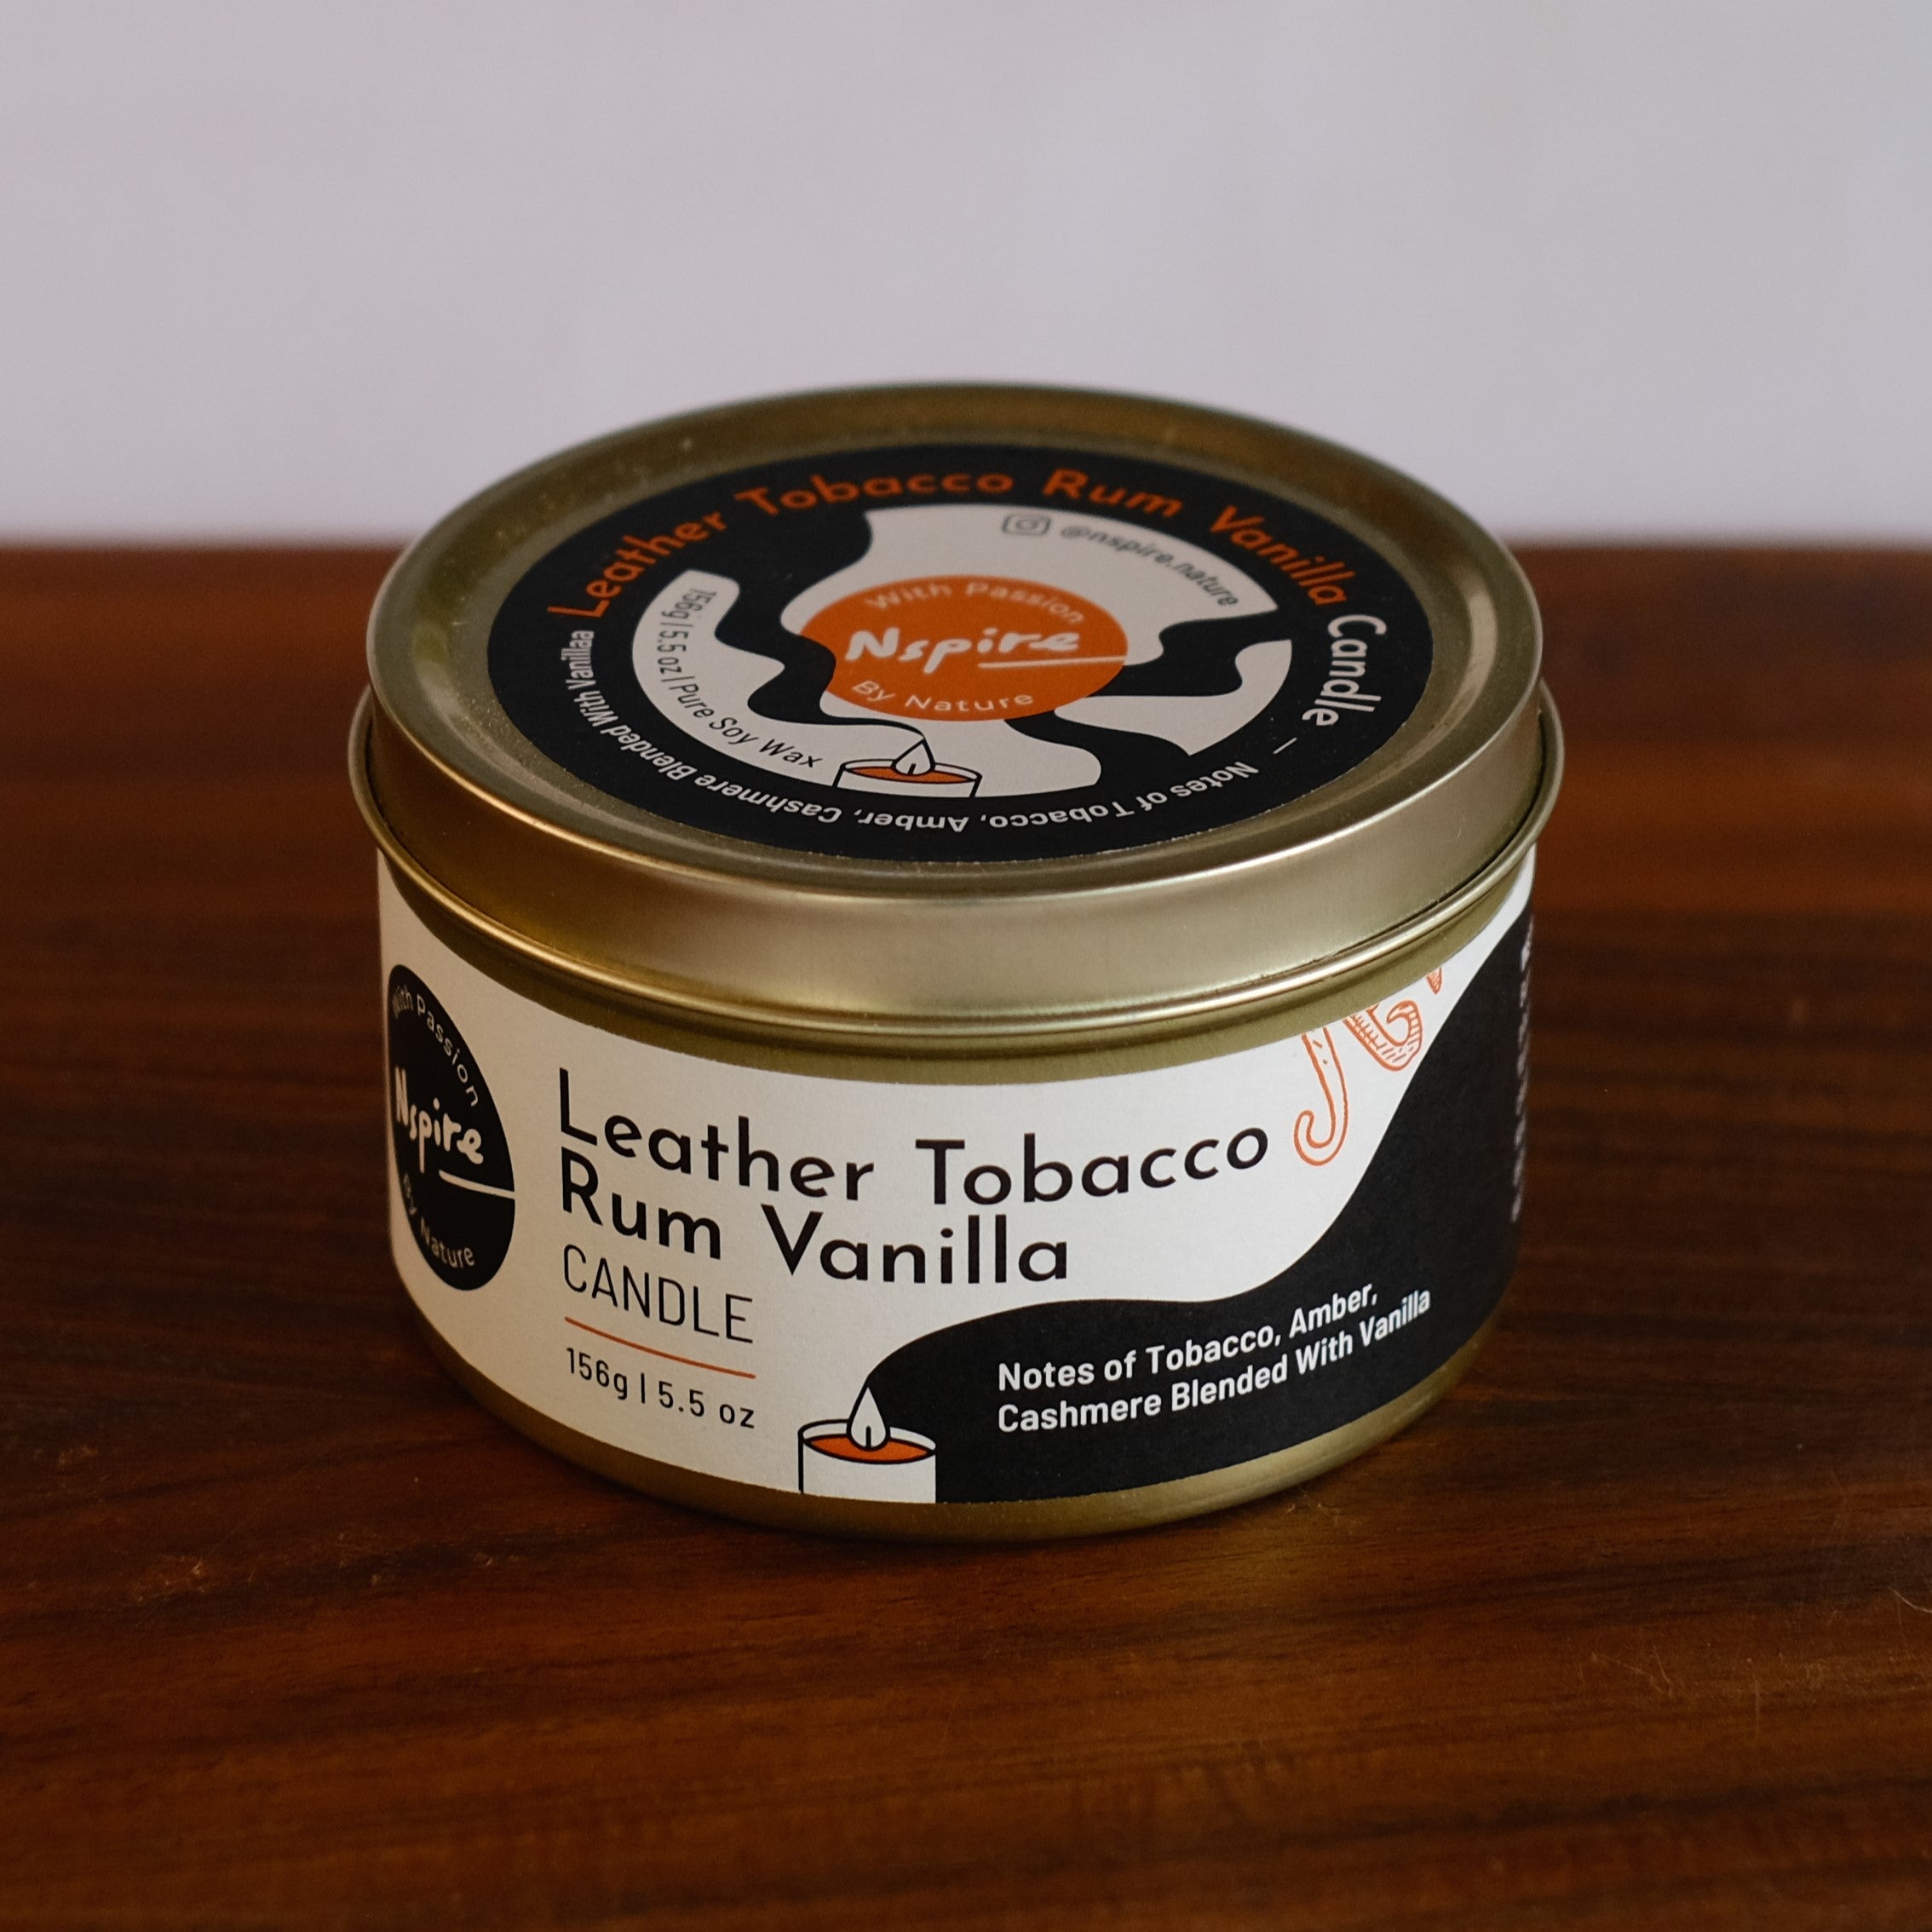 Leather Tobacco Rum Vanilla Candle – Notes of Tobacco, Amber, Cashmere Blended With Vanillaa
@nspire.nature
With Passion
Nspire
By Nature
156g | 5.5 oz | Pure Soy Wax
With Passion
Nspire
By Nature
Leather Tobacco
Rum Vanilla
CANDLE
156g | 5.5 oz
Notes of Tobacco, Amber,
Cashmere Blended With Vanilla